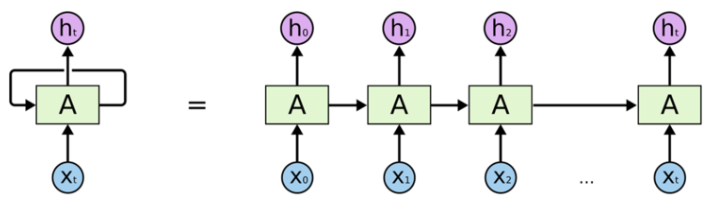 hₜ h₀ h₁ h₂ hₜ
A = A A A A
xₜ x₀ x₁ x₂ ... xₜ